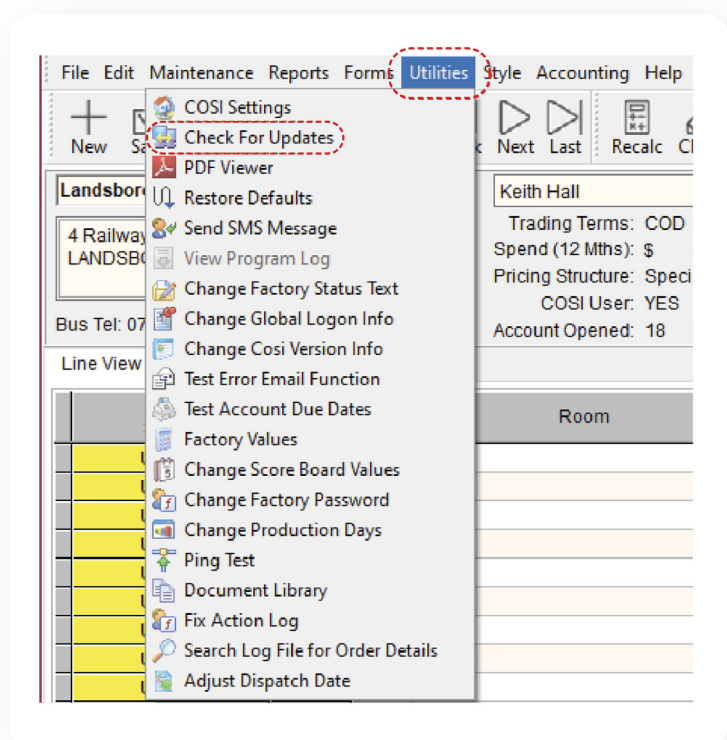 File Edit Maintenance Reports Forms Utilities Style Accounting Help
New Next Last Recalc
COSI Settings
Check For Updates
PDF Viewer
Restore Defaults
Send SMS Message
View Program Log
Change Factory Status Text
Change Global Logon Info
Change Cosi Version Info
Test Error Email Function
Test Account Due Dates
Factory Values
Change Score Board Values
Change Factory Password
Change Production Days
Ping Test
Document Library
Fix Action Log
Search Log File for Order Details
Adjust Dispatch Date
Keith Hall
4 Railway
Trading Terms: COD
Spend (12 Mths): $
Pricing Structure:
COSI User: YES
Bus Tel: 07
Account Opened: 18
Line View
Room